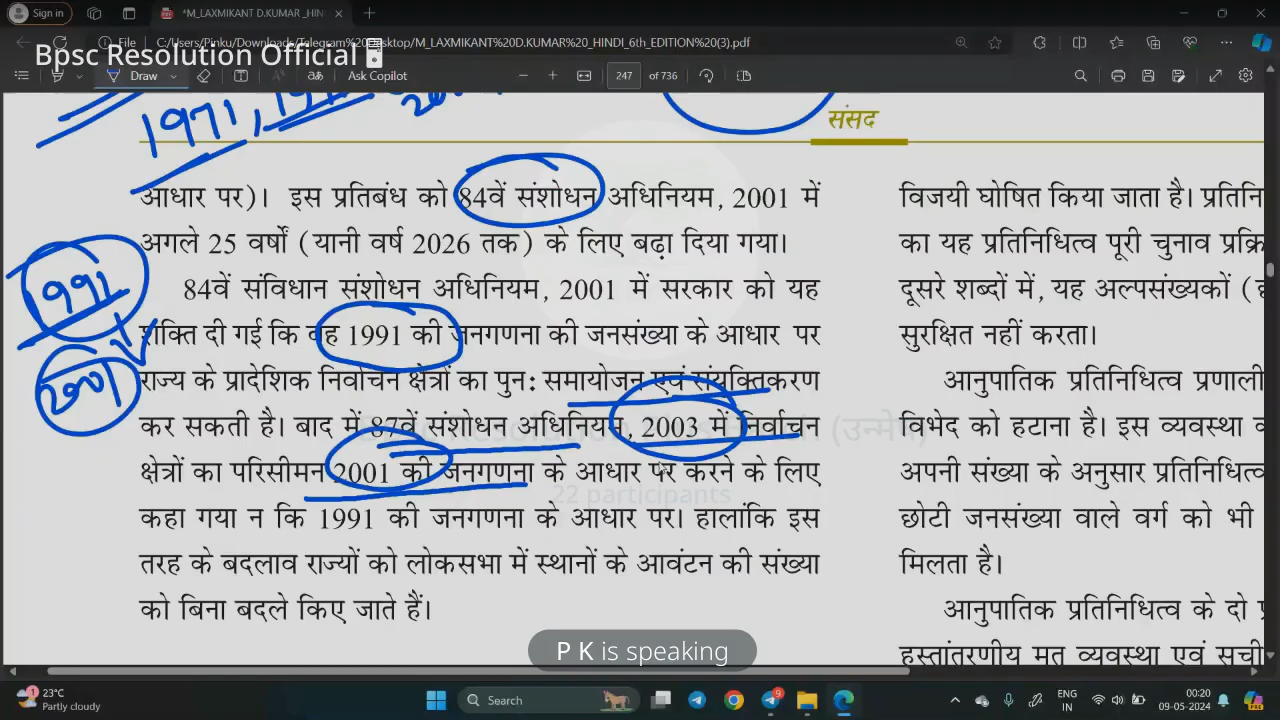 Sign in
*M_LAXMIKANT D.KUMAR _HIN
File C:/Users/Pinku/Downloads/Telegram%20Desktop/M_LAXMIKANT%20D.KUMAR%20_HINDI_6th_EDITION%20(3).pdf
Bpsc Resolution Official
Draw
Ask Copilot
247 of 736
1971,
संसद
आधार पर)। इस प्रतिबंध को 84वें संशोधन अधिनियम, 2001 में
अगले 25 वर्षों (यानी वर्ष 2026 तक) के लिए बढ़ा दिया गया।
84वें संविधान संशोधन अधिनियम, 2001 में सरकार को यह
शक्ति दी गई कि वह 1991 की जनगणना की जनसंख्या के आधार पर
राज्य के प्रादेशिक निर्वाचन क्षेत्रों का पुन: समायोजन एवं संयुक्तिकरण
कर सकती है। बाद में 87वें संशोधन अधिनियम, 2003 में निर्वाचन
क्षेत्रों का परिसीमन 2001 की जनगणना के आधार पर करने के लिए
कहा गया न कि 1991 की जनगणना के आधार पर। हालांकि इस
तरह के बदलाव राज्यों को लोकसभा में स्थानों के आवंटन की संख्या
को बिना बदले किए जाते हैं।
1991
2001
विजयी घोषित किया जाता है। प्रतिनि
का यह प्रतिनिधित्व पूरी चुनाव प्रक्रि
दूसरे शब्दों में, यह अल्पसंख्यकों (
सुरक्षित नहीं करता।
आनुपातिक प्रतिनिधित्व प्रणाली
विभेद को हटाना है। इस व्यवस्था
अपनी संख्या के अनुसार प्रतिनिधित्व
छोटी जनसंख्या वाले वर्ग को भी
मिलता है।
आनुपातिक प्रतिनिधित्व के दो
हस्तांतरणीय मत व्यवस्था एवं सूची
Bpsc Resolution
22 participants
P K is speaking
23°C
Partly cloudy
Search
ENG
IN
00:20
09-05-2024